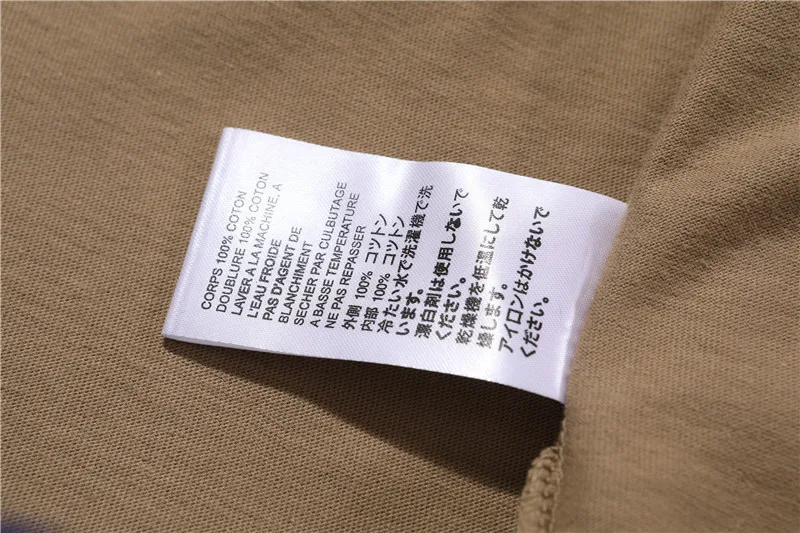 CORPS 100% COTON
DOUBLURE 100% COTON
LAVER A LA MACHINE, A
L'EAU FROIDE
PAS D'AGENT DE
BLANCHIMENT
SECHER PAR CULBUTAGE
A BASSE TEMPERATURE
NE PAS REPASSER
外側 100% コットン
内部 100% コットン
冷たい水で洗濯機で洗
います。
漂白剤は使用しないで
ください。
乾燥機を低温にして乾
燥します。
アイロンはかけないで
ください。